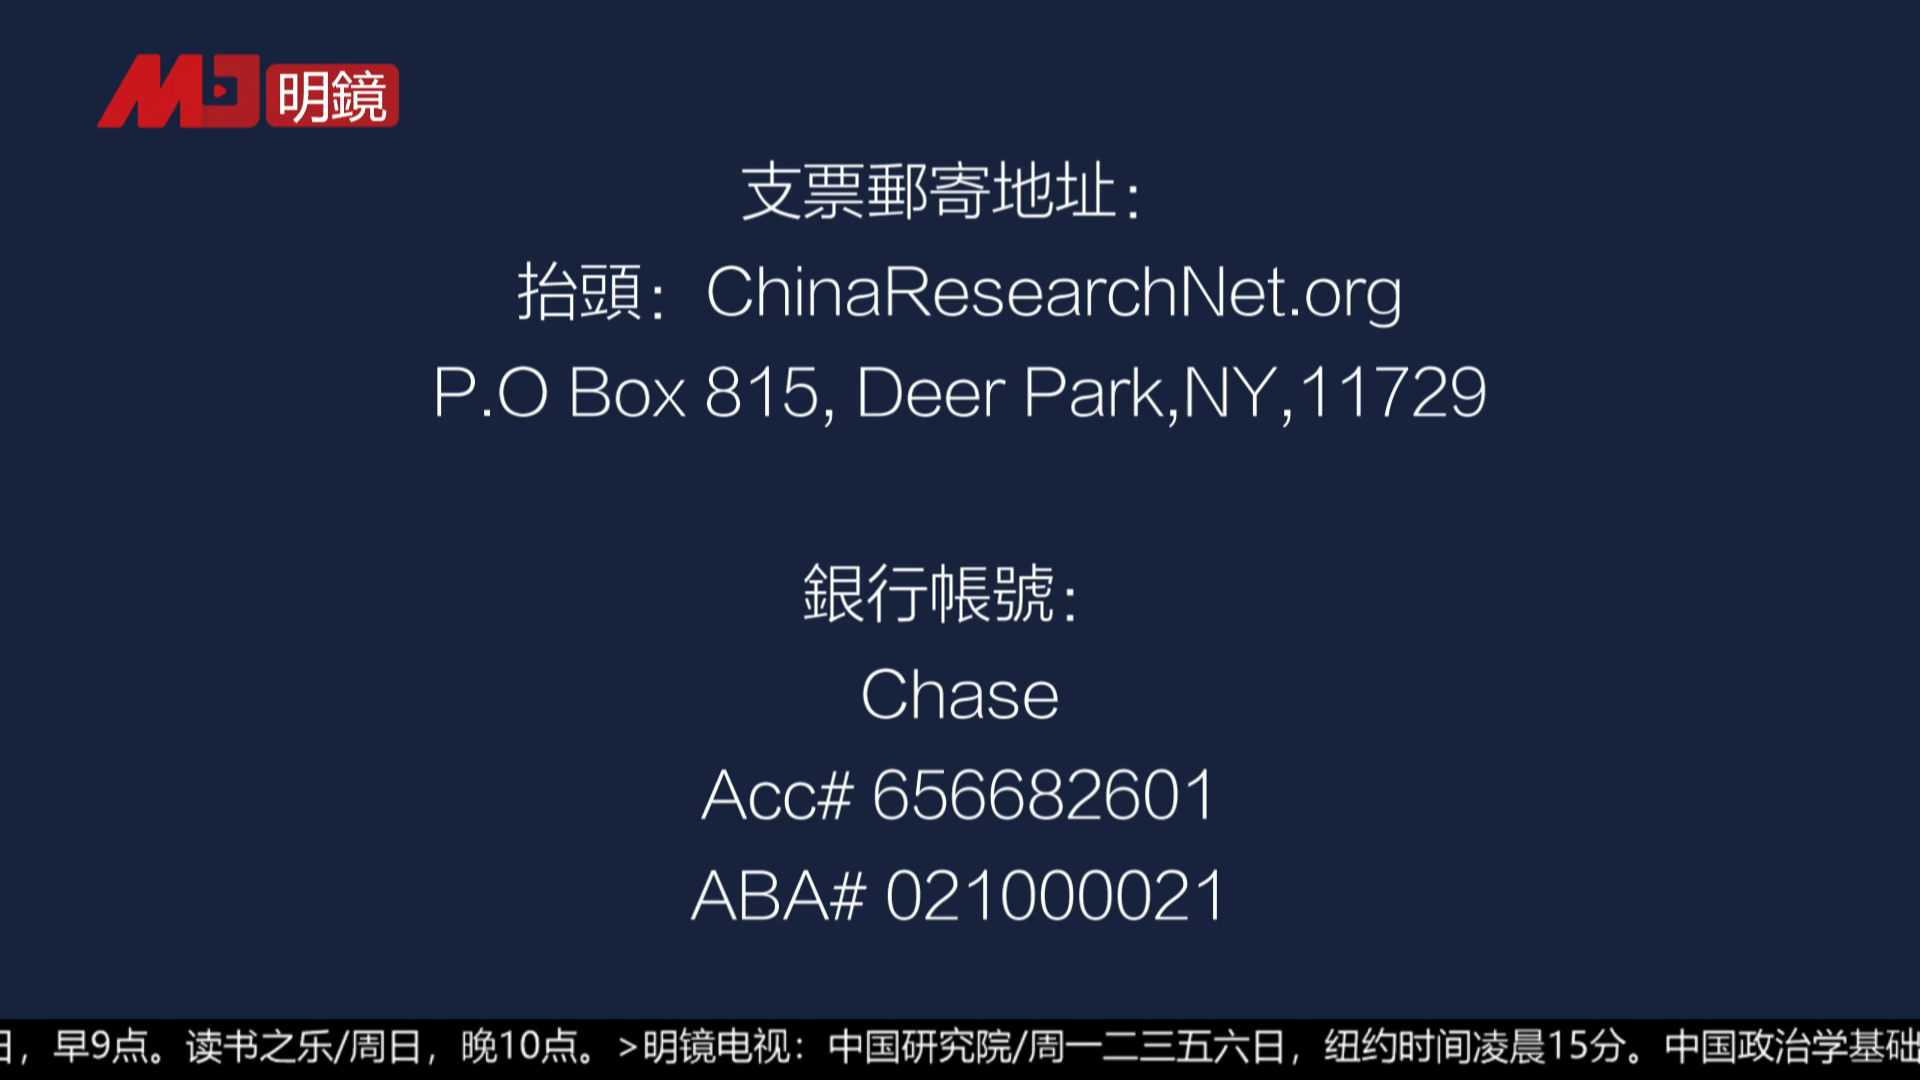 MJ 明鏡
支票郵寄地址：
抬頭：ChinaResearchNet.org
P.O Box 815, Deer Park,NY,11729
銀行帳號：
Chase
Acc# 656682601
ABA# 021000021
日，早9点。读书之乐/周日，晚10点。>明镜电视：中国研究院/周一二三五六日，纽约时间凌晨15分。中国政治学基础